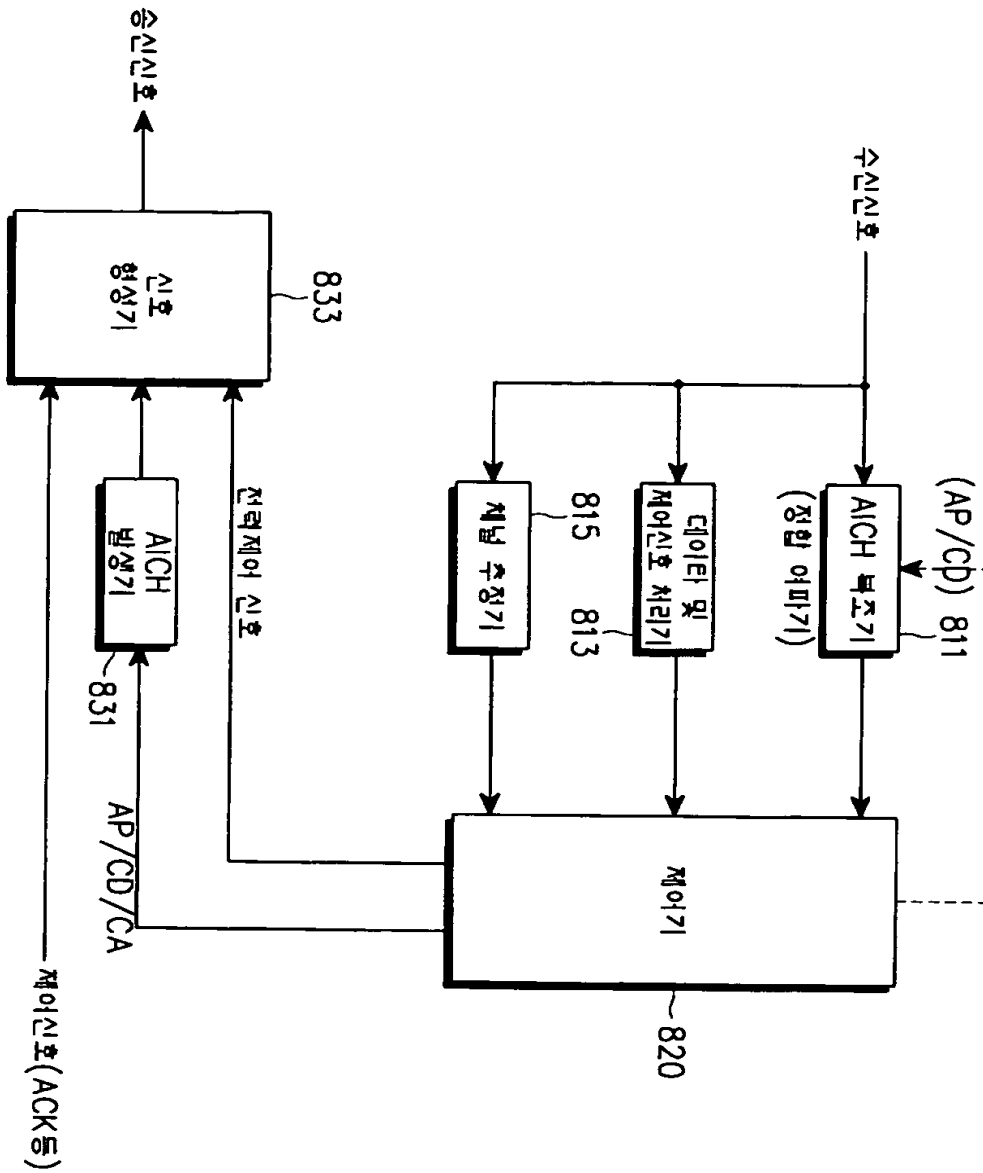 (AP/CD)
811
수신신호
AICH 복조기
(정합 여파기)
데이타 및
제어신호 처리기
813
채널 추정기
815
제어기
820
전력제어 신호
AP/CD/CA
AICH
발생기
831
송신신호
신호
형성기
833
제어신호(ACK등)